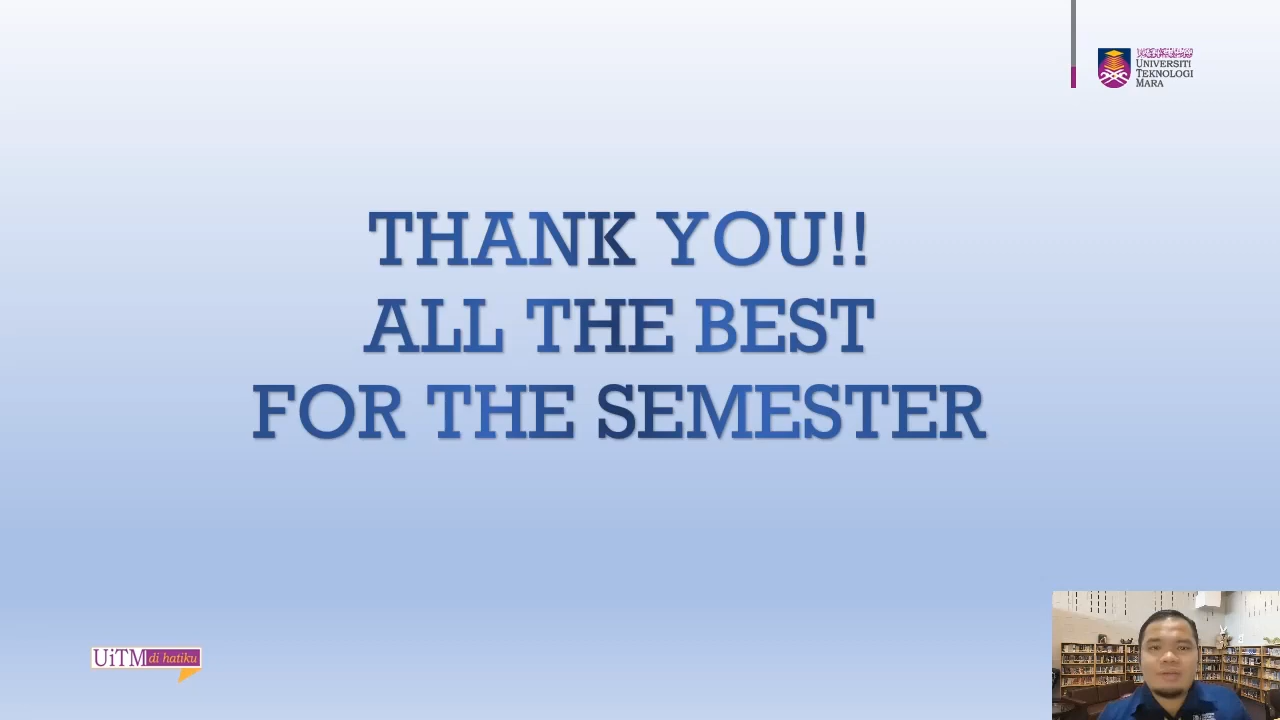 UNIVERSITI
TEKNOLOGI
MARA
THANK YOU!!
ALL THE BEST
FOR THE SEMESTER
UiTM di hatiku